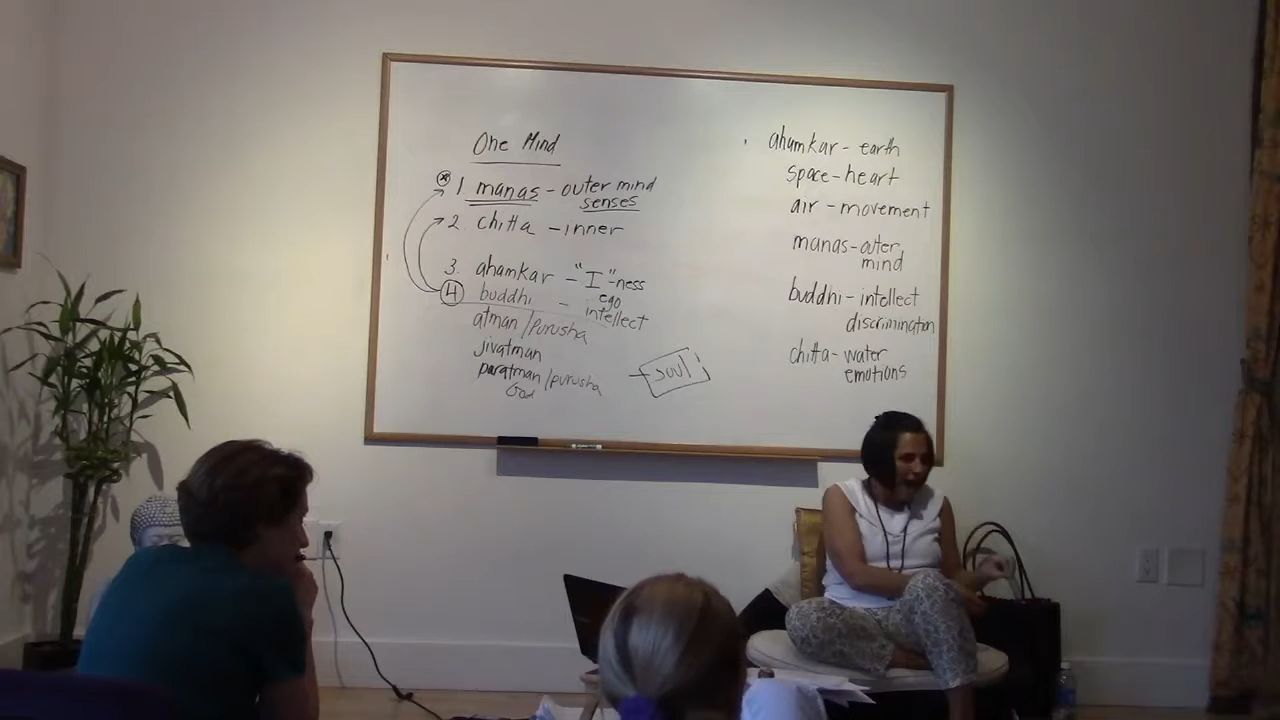 One Mind
1. manas - outer mind
senses
2. chitta - inner
3. ahamkar - "I"-ness
ego
4 buddhi - intellect
atman / purusha
jivatman
paratman / purusha
God
soul
ahamkar - earth
space - heart
air - movement
manas - outer
mind
buddhi - intellect
discrimination
chitta - water
emotions